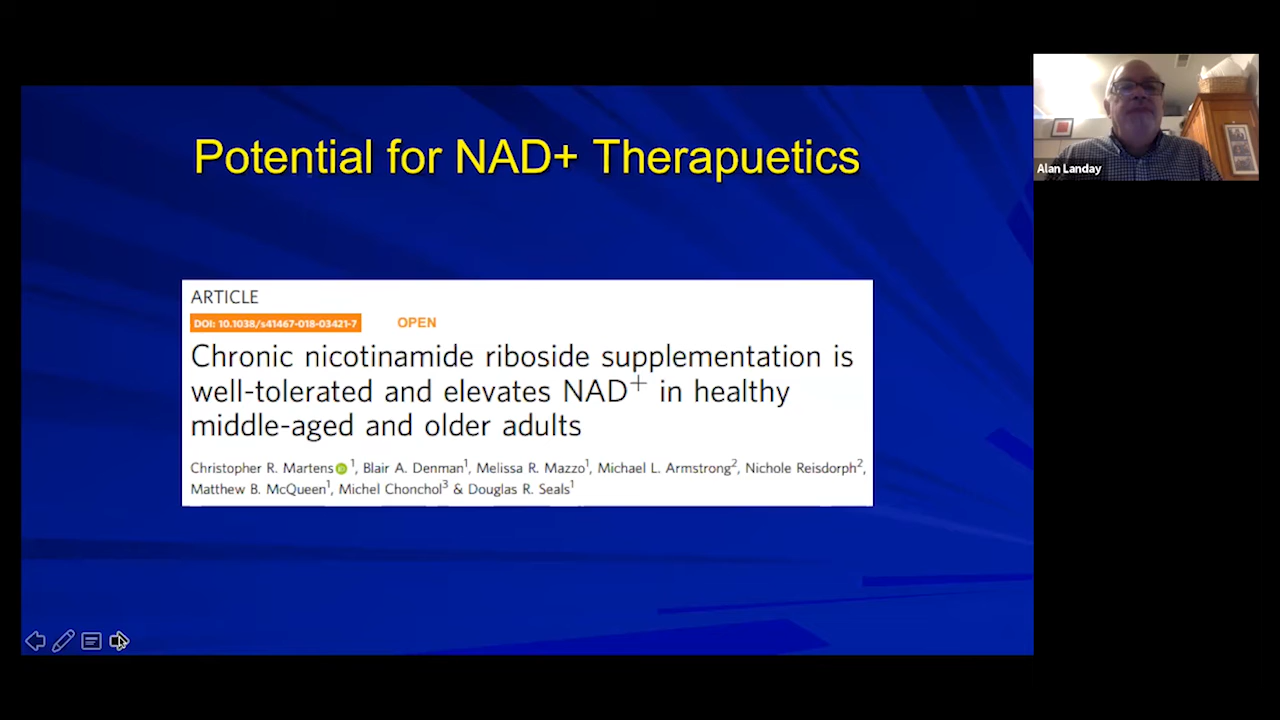 Potential for NAD+ Therapuetics
ARTICLE
DOI: 10.1038/s41467-018-03421-7 OPEN
Chronic nicotinamide riboside supplementation is
well-tolerated and elevates NAD+ in healthy
middle-aged and older adults
Christopher R. Martens 1, Blair A. Denman1, Melissa R. Mazzo1, Michael L. Armstrong2, Nichole Reisdorph2,
Matthew B. McQueen1, Michel Chonchol3 & Douglas R. Seals1
Alan Landay